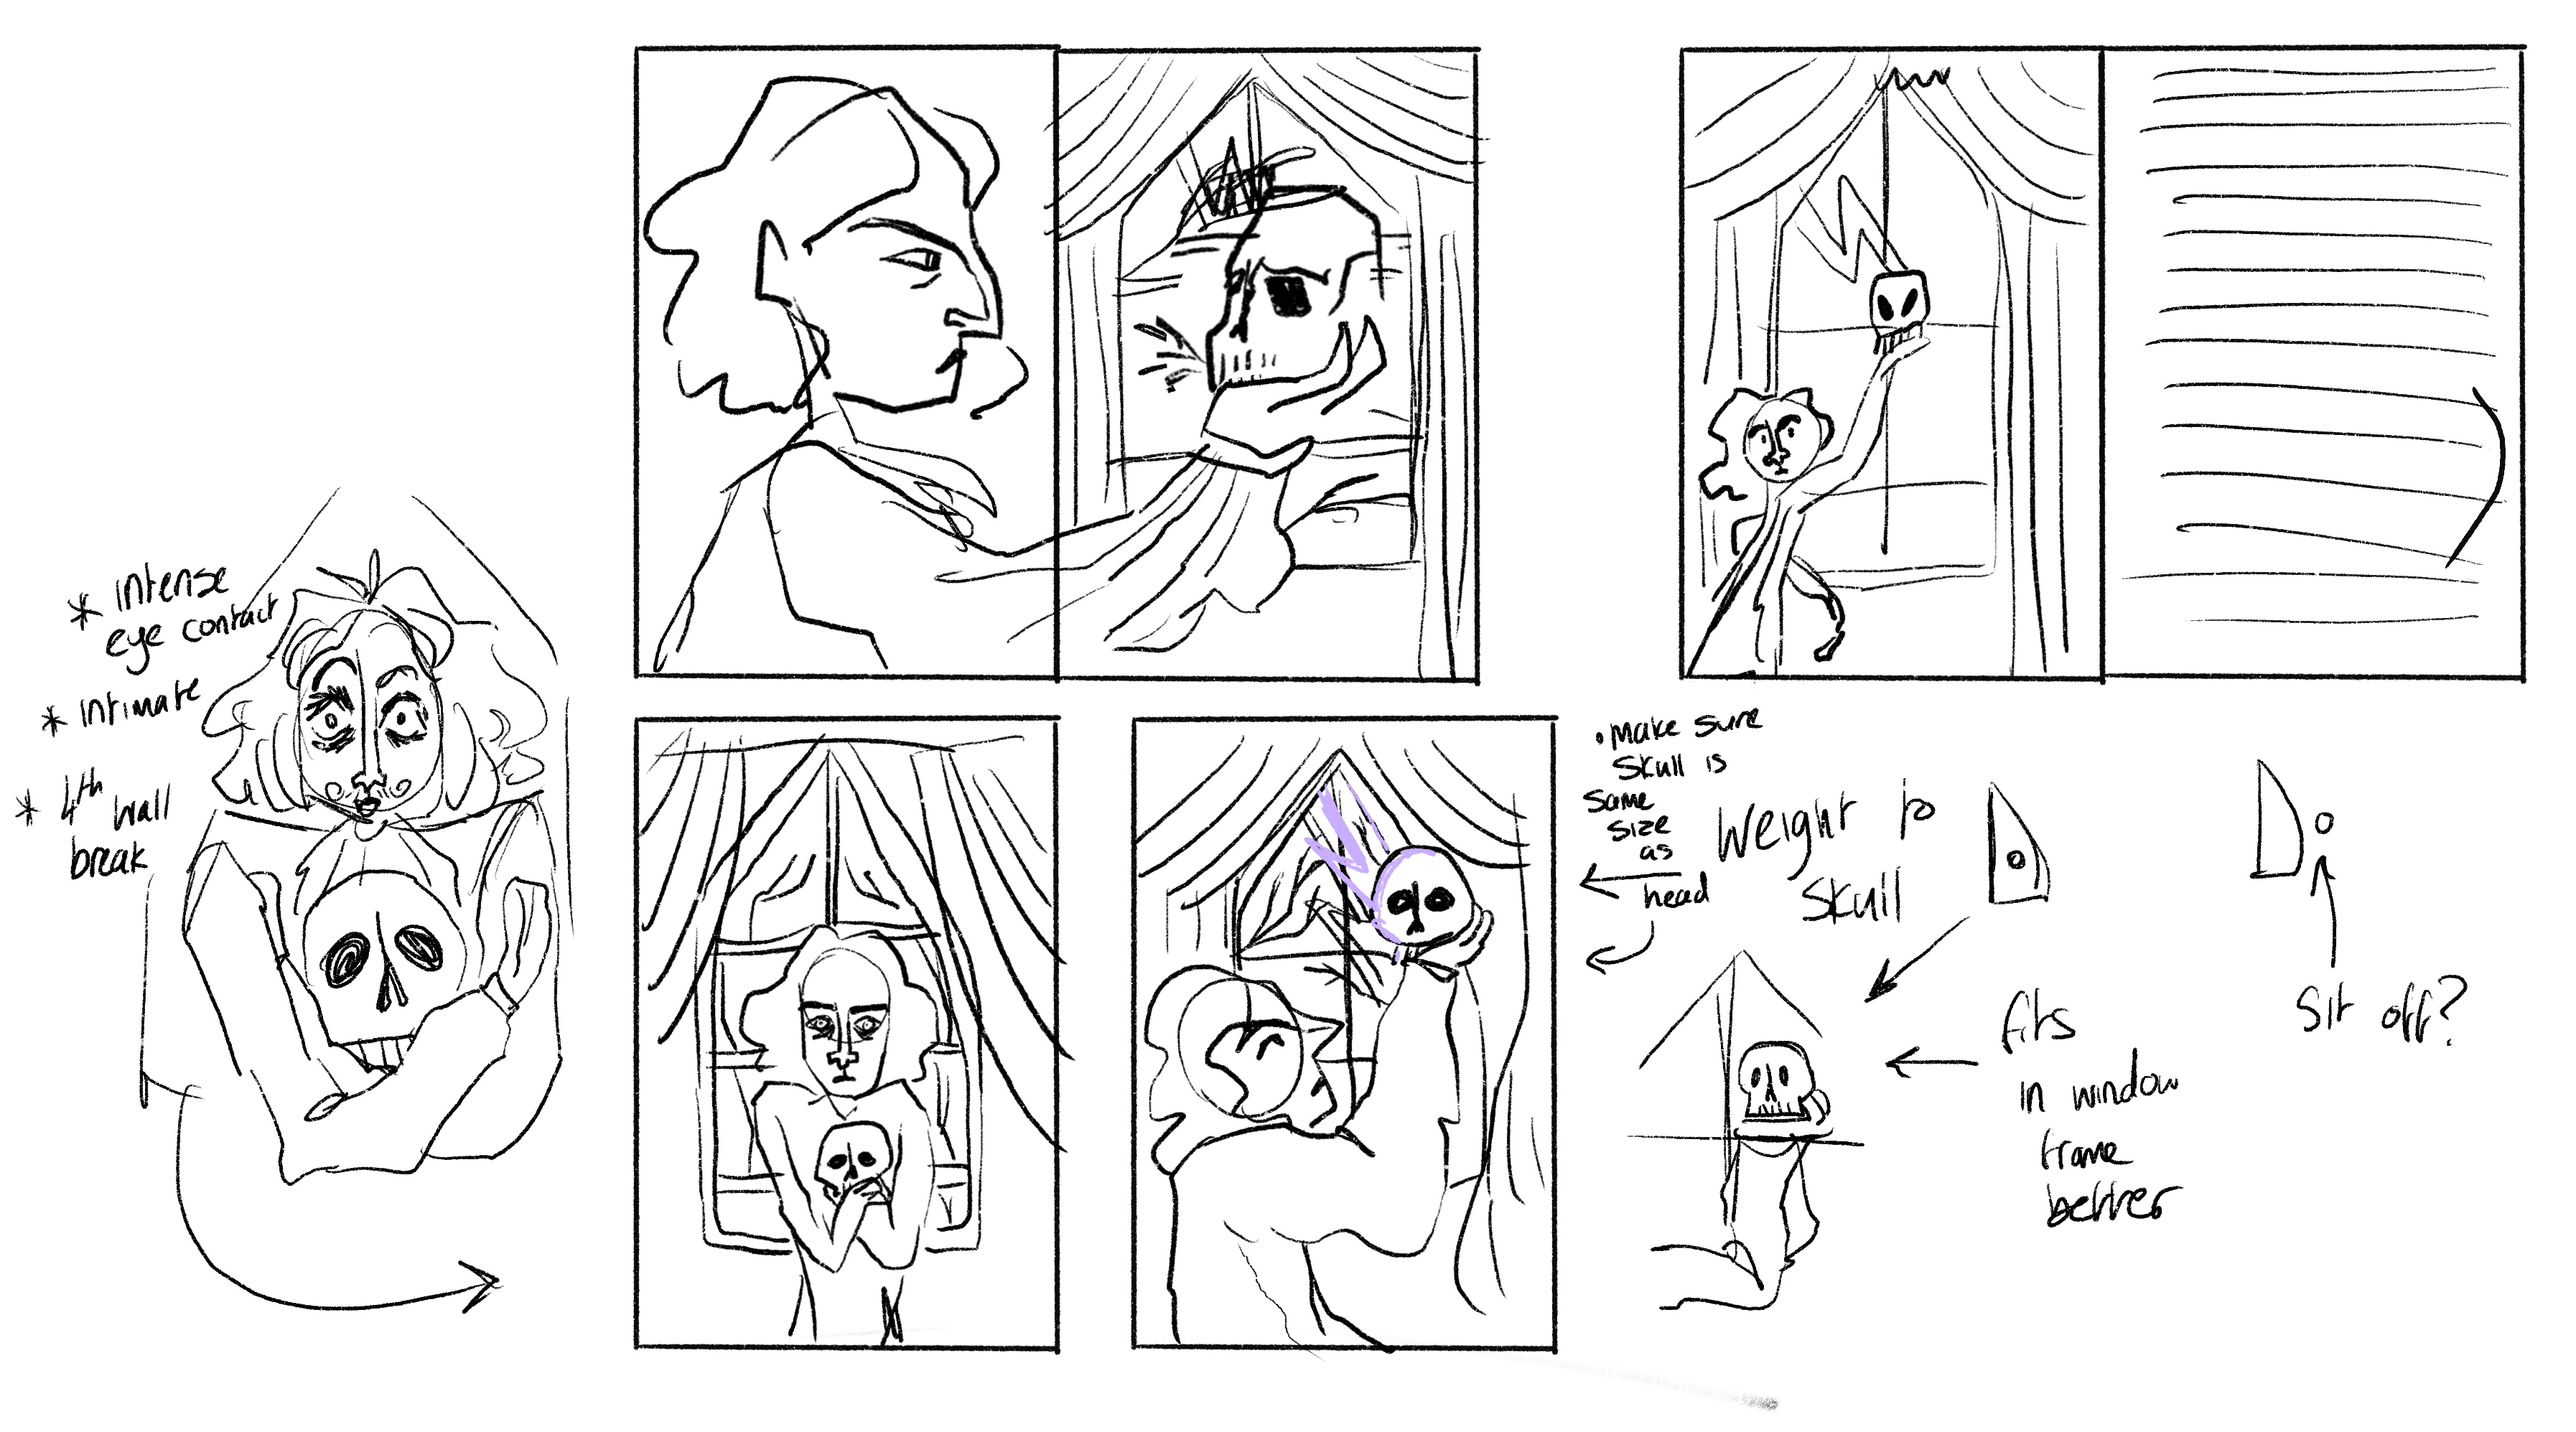 * intense
eye contact
* intimate
* 4th wall
break
• make sure
skull is
same
size
as
head
Weight to
skull
Sit off?
fits
in window
frame
better